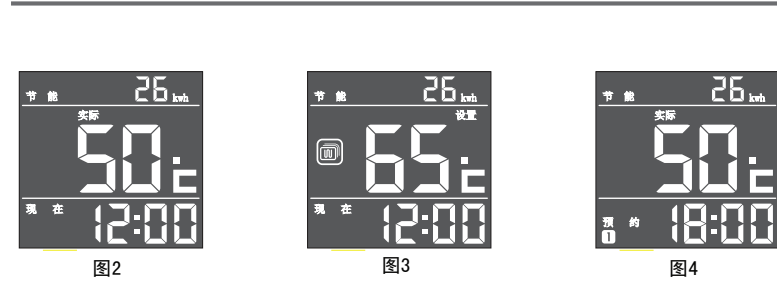 节 能 26 kwh
实际
50℃
现 在 12:00
图2
节 能 26 kwh
设置
65℃
现 在 12:00
图3
节 能 26 kwh
实际
50℃
预 约
1 18:00
图4